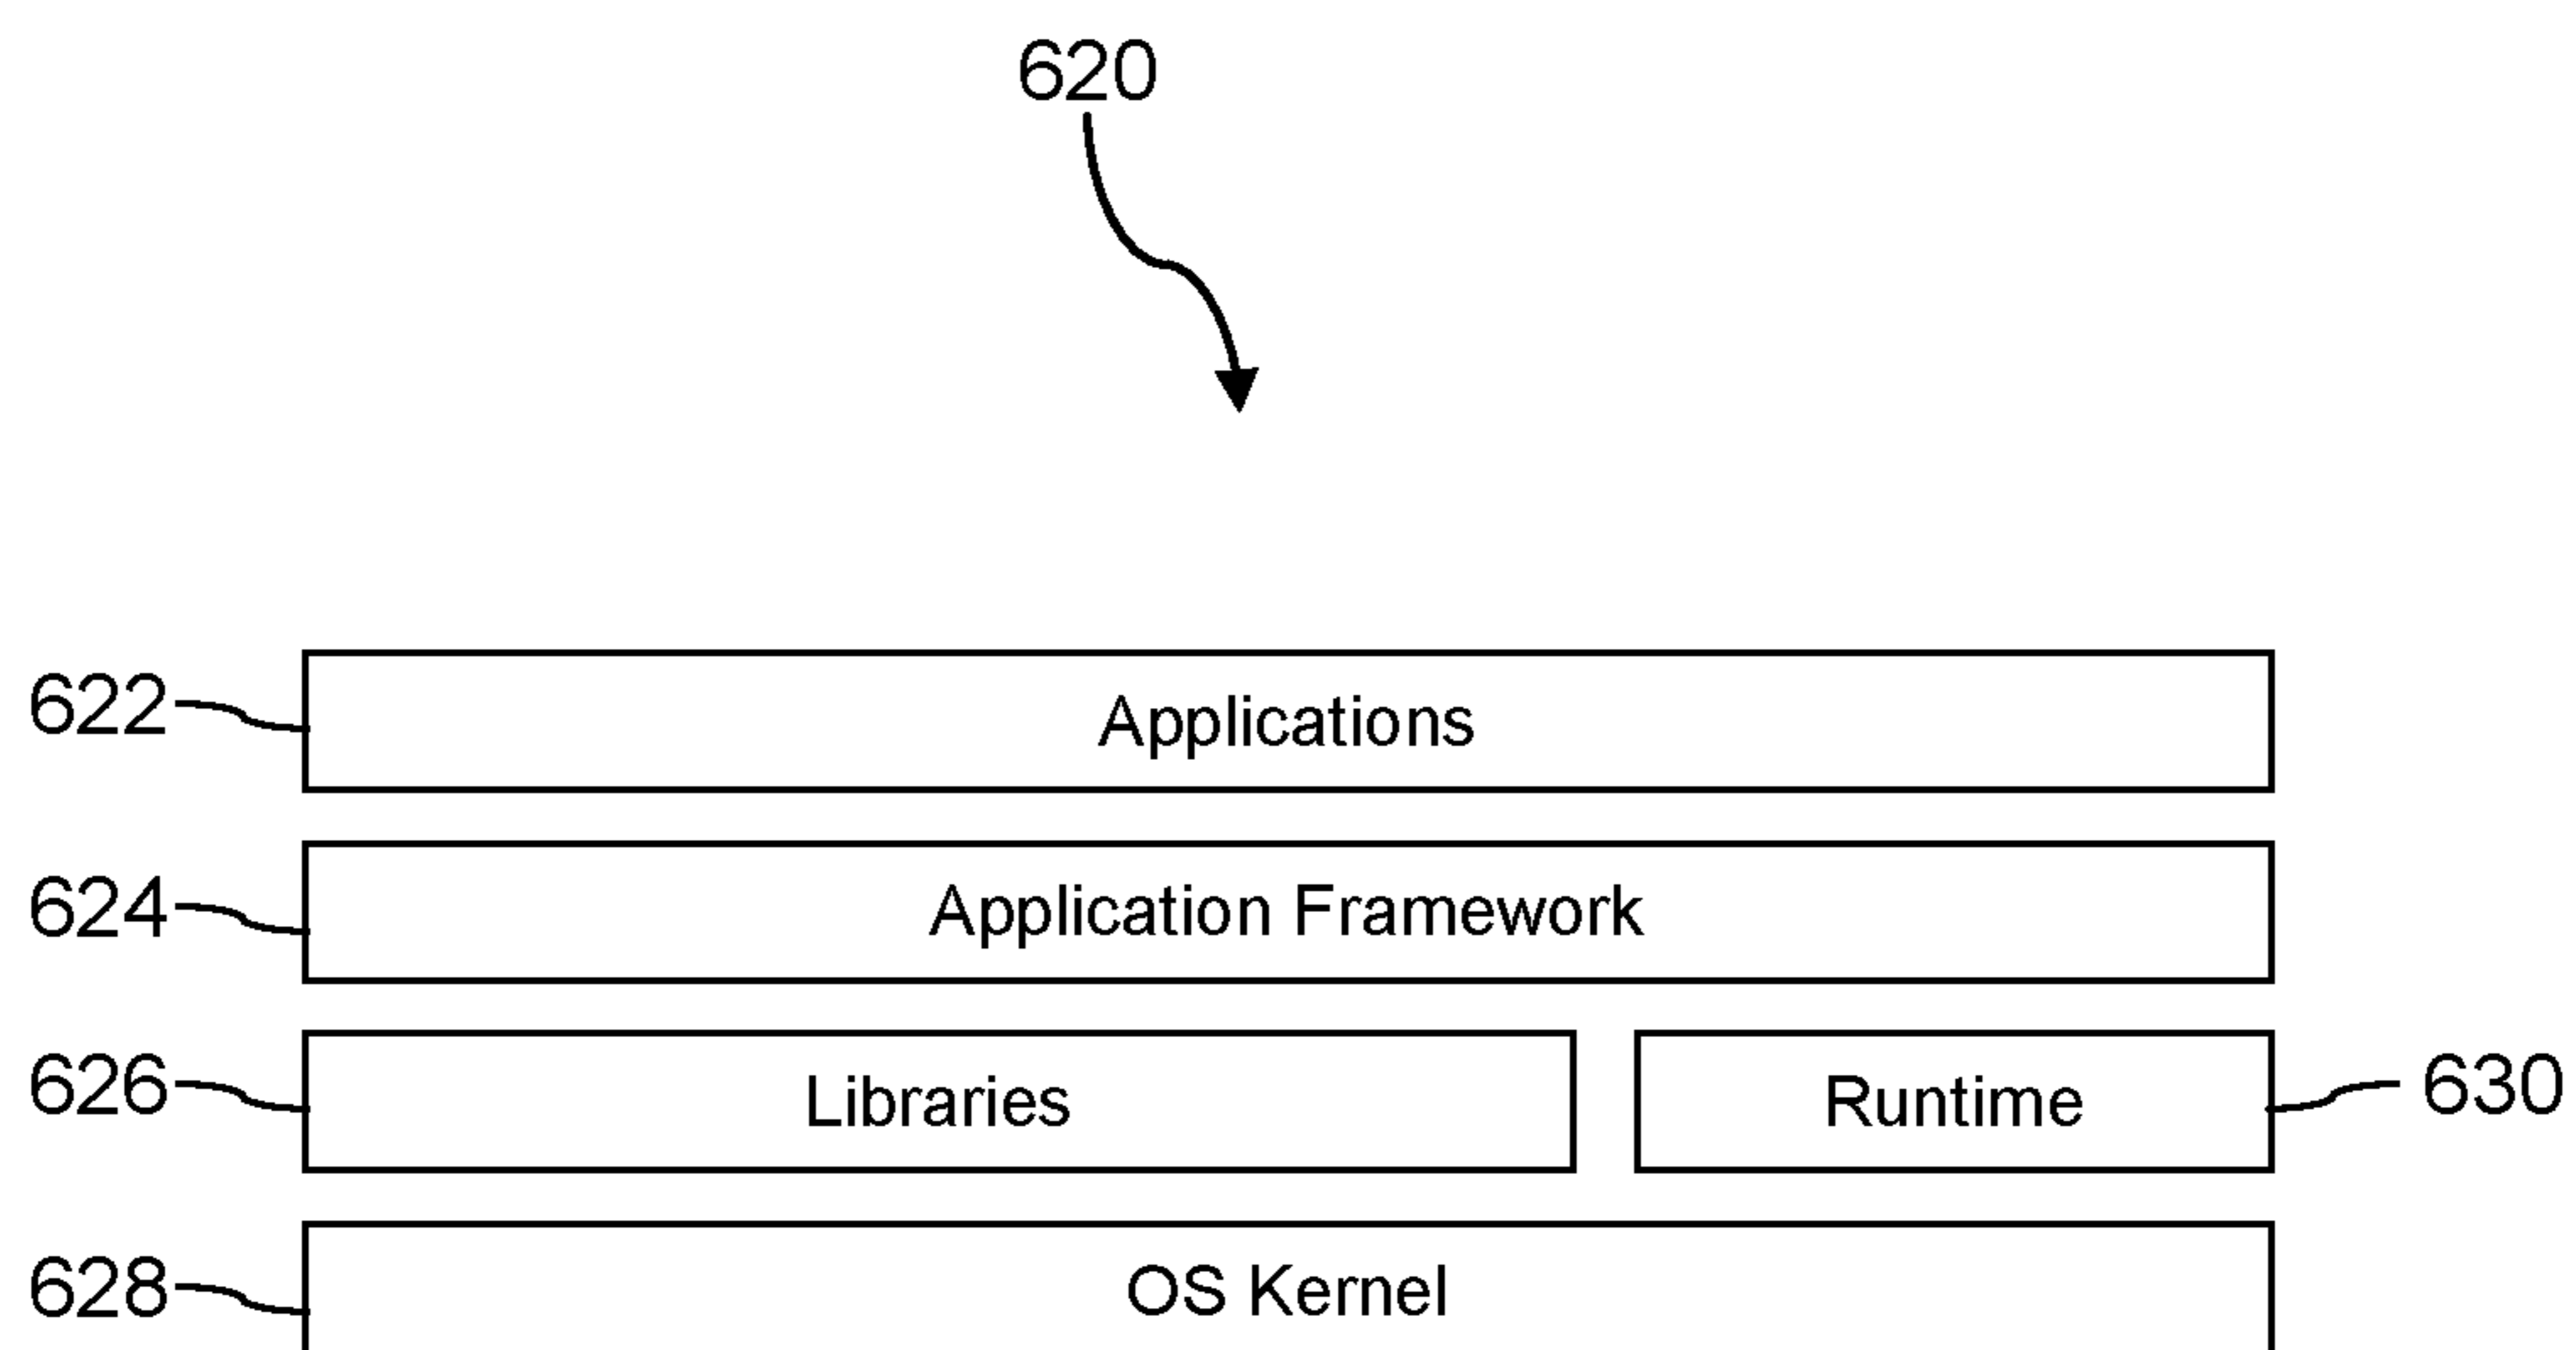 620
622 Applications
624 Application Framework
626 Libraries Runtime 630
628 OS Kernel